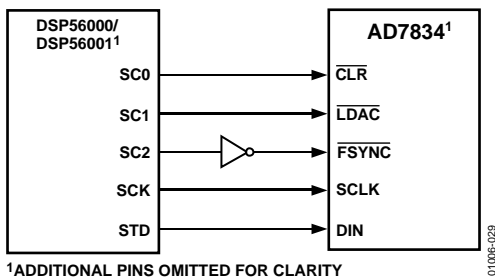 DSP56000/
DSP56001¹
AD7834¹
SC0
CLR
SC1
LDAC
SC2
FSYNC
SCK
SCLK
STD
DIN
¹ADDITIONAL PINS OMITTED FOR CLARITY
01006-029